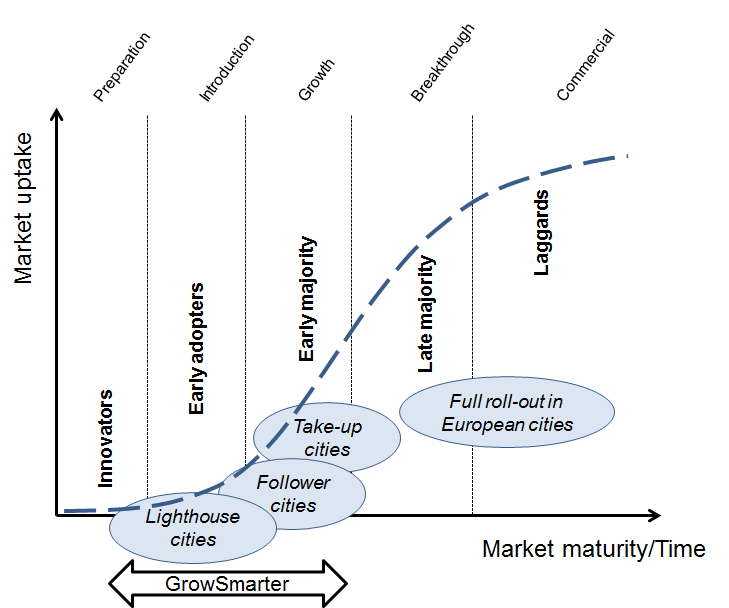 Preparation
Introduction
Growth
Breakthrough
Commercial
Market uptake
Innovators
Early adopters
Early majority
Late majority
Laggards
Take-up
cities
Full roll-out in
European cities
Follower
cities
Lighthouse
cities
Market maturity/Time
GrowSmarter